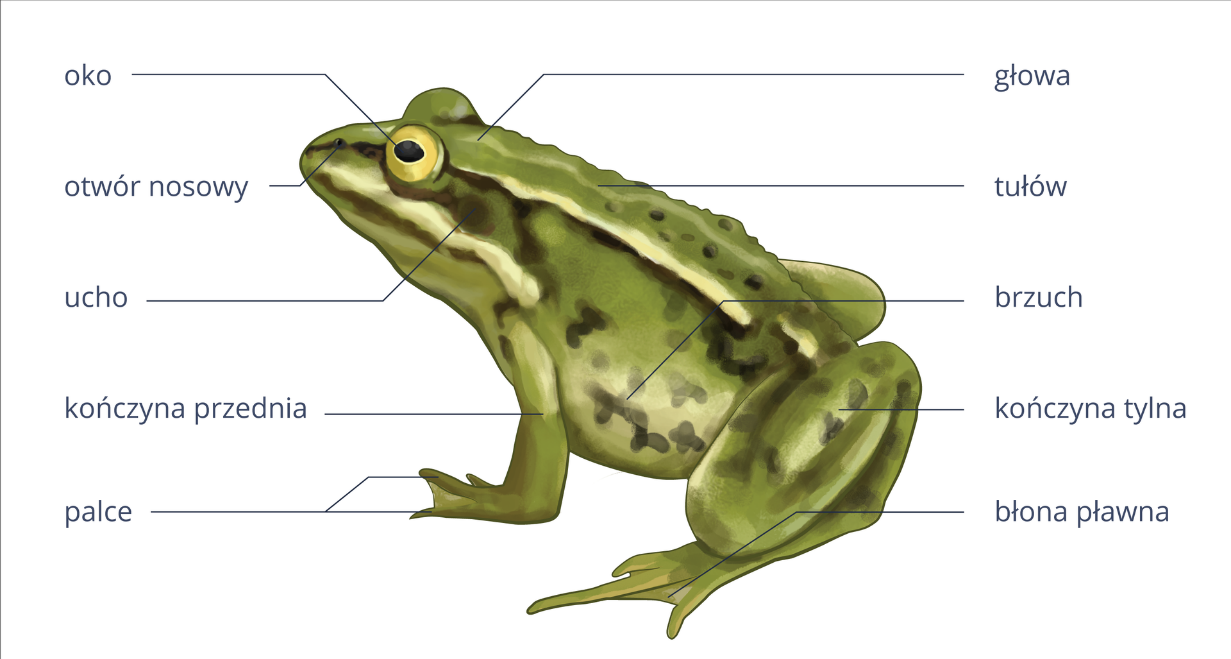 oko
otwór nosowy
ucho
kończyna przednia
palce
głowa
tułów
brzuch
kończyna tylna
błona pławna